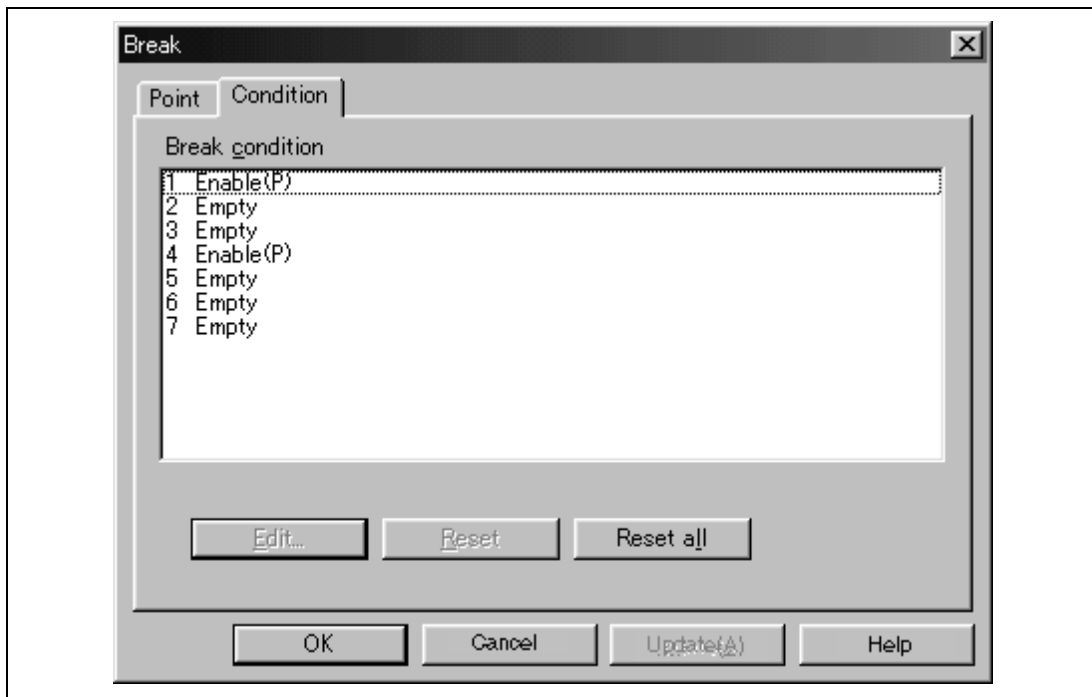 Break
Point Condition
Break condition
1 Enable(P)
2 Empty
3 Empty
4 Enable(P)
5 Empty
6 Empty
7 Empty
Edit... Reset Reset all
OK Cancel Update(A) Help